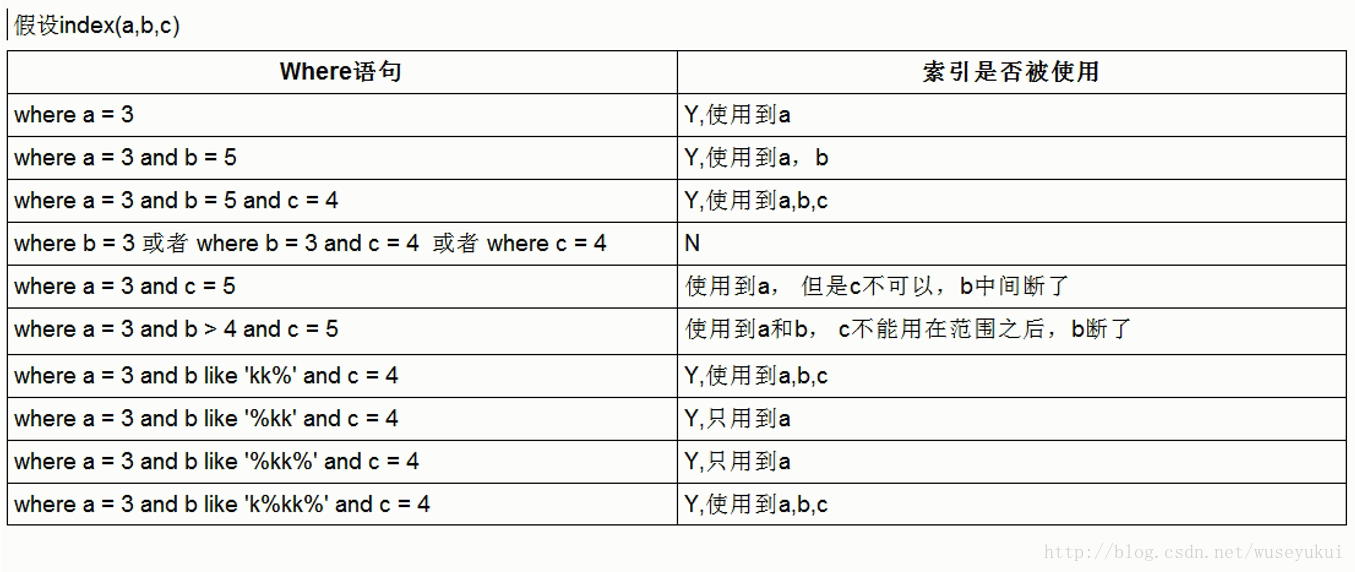 假设index(a,b,c)
Where语句 索引是否被使用
where a = 3 Y,使用到a
where a = 3 and b = 5 Y,使用到a，b
where a = 3 and b = 5 and c = 4 Y,使用到a,b,c
where b = 3 或者 where b = 3 and c = 4 或者 where c = 4 N
where a = 3 and c = 5 使用到a， 但是c不可以，b中间断了
where a = 3 and b > 4 and c = 5 使用到a和b， c不能用在范围之后，b断了
where a = 3 and b like 'kk%' and c = 4 Y,使用到a,b,c
where a = 3 and b like '%kk' and c = 4 Y,只用到a
where a = 3 and b like '%kk%' and c = 4 Y,只用到a
where a = 3 and b like 'k%kk%' and c = 4 Y,使用到a,b,c
http://blog.csdn.net/wuseyukui